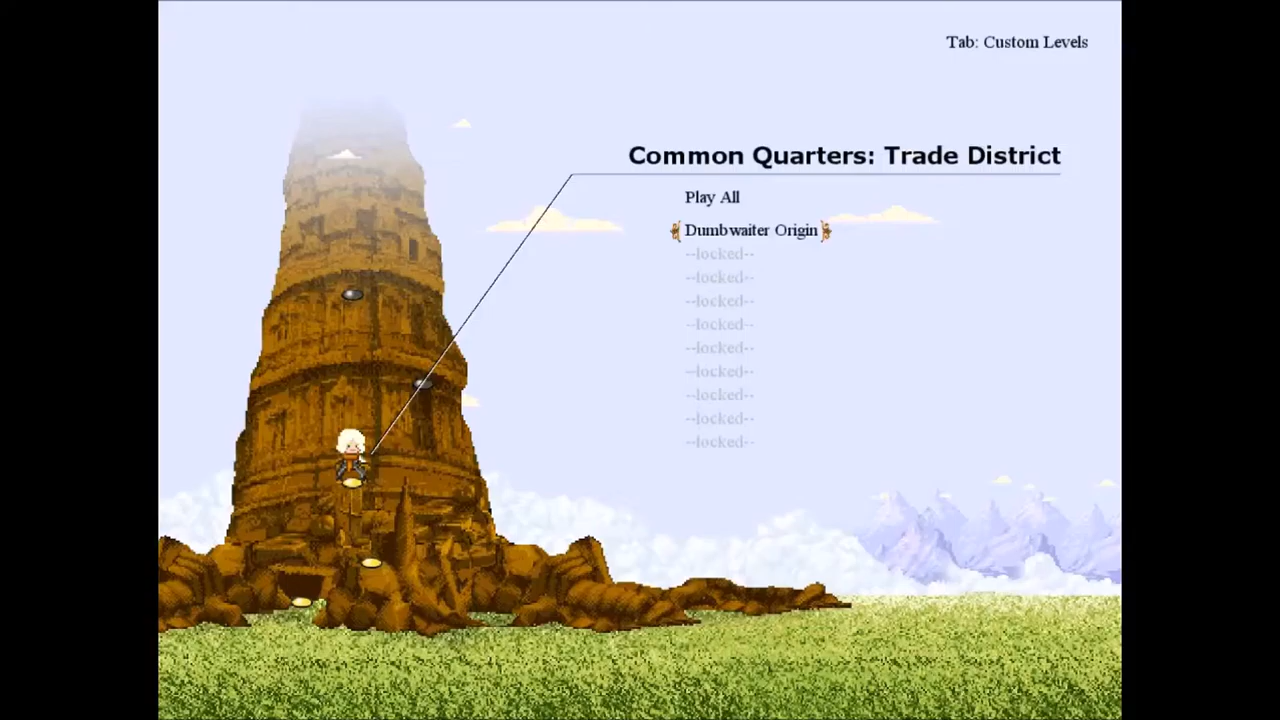 Tab: Custom Levels
Common Quarters: Trade District
Play All
Dumbwaiter Origin
--locked--
--locked--
--locked--
--locked--
--locked--
--locked--
--locked--
--locked--
--locked--